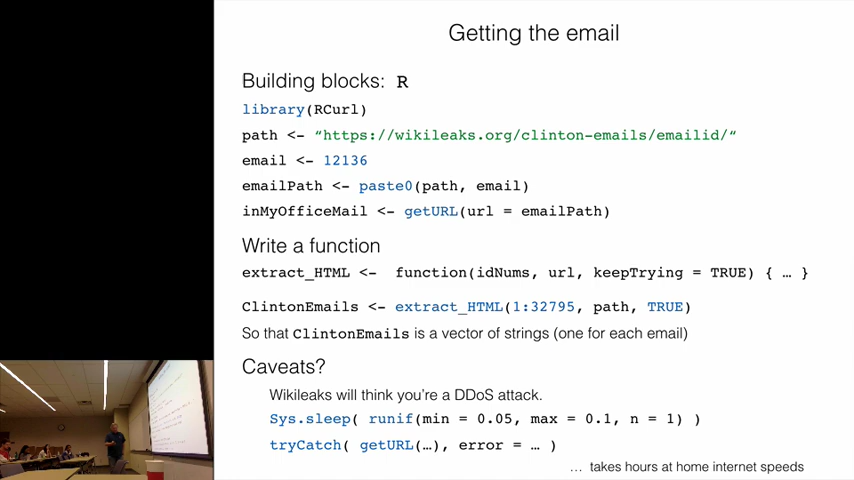 Getting the email
Building blocks: R
library(RCurl)
path <- “https://wikileaks.org/clinton-emails/emailid/“
email <- 12136
emailPath <- paste0(path, email)
inMyOfficeMail <- getURL(url = emailPath)
Write a function
extract_HTML <- function(idNums, url, keepTrying = TRUE) { … }
ClintonEmails <- extract_HTML(1:32795, path, TRUE)
So that ClintonEmails is a vector of strings (one for each email)
Caveats?
Wikileaks will think you’re a DDoS attack.
Sys.sleep( runif(min = 0.05, max = 0.1, n = 1) )
tryCatch( getURL(…), error = … )
… takes hours at home internet speeds